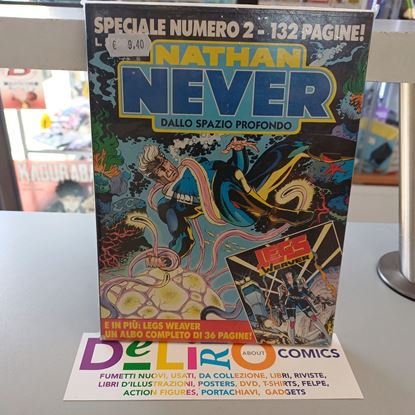 SPECIALE NUMERO 2 - 132 PAGINE!
L.
€ 9,40
NATHAN
NEVER
DALLO SPAZIO PROFONDO
KAGURABA
LEGS
WEAVER
E IN PIÙ: LEGS WEAVER
UN ALBO COMPLETO DI 36 PAGINE!
DELIRIO ABOUT COMICS
FUMETTI NUOVI, USATI, DA COLLEZIONE, LIBRI, RIVISTE,
LIBRI D'ILLUSTRAZIONI, POSTERS, DVD, T-SHIRTS, FELPE,
ACTION FIGURES, PORTACHIAVI, GADGETS